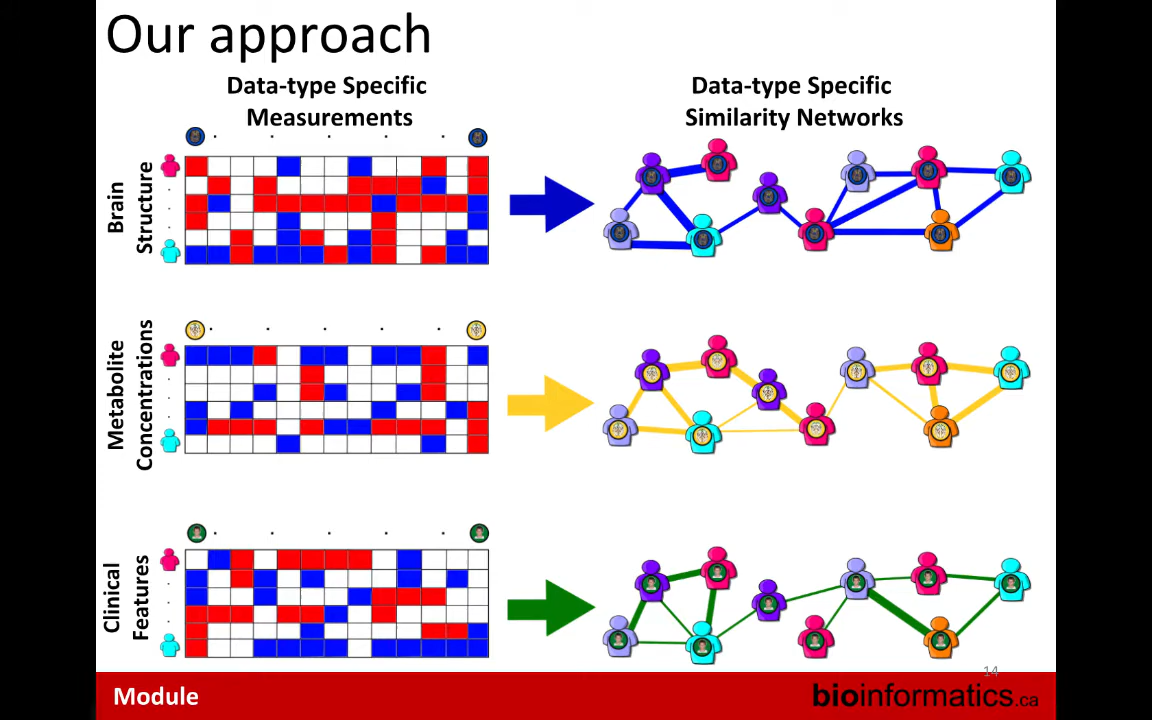 Our approach
Data-type Specific
Measurements
Data-type Specific
Similarity Networks
Brain
Structure
Metabolite
Concentrations
Clinical
Features
14
Module
bioinformatics.ca